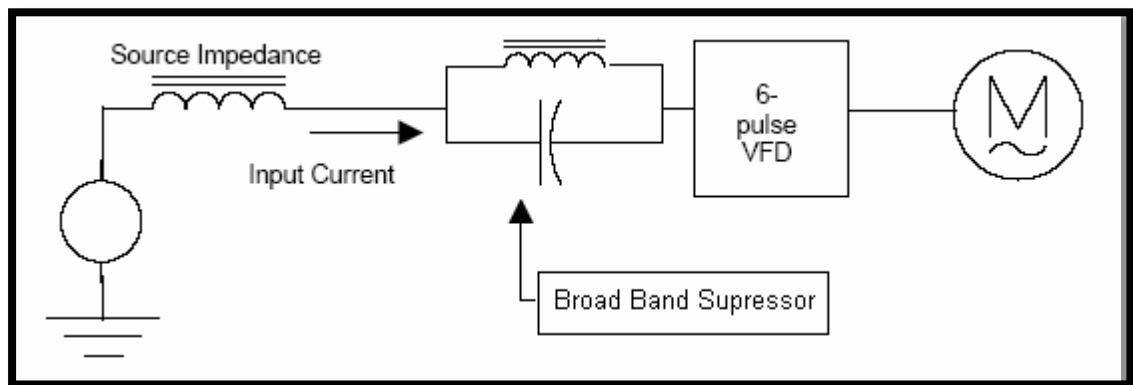 Source Impedance
Input Current
6-
pulse
VFD
M
Broad Band Supressor